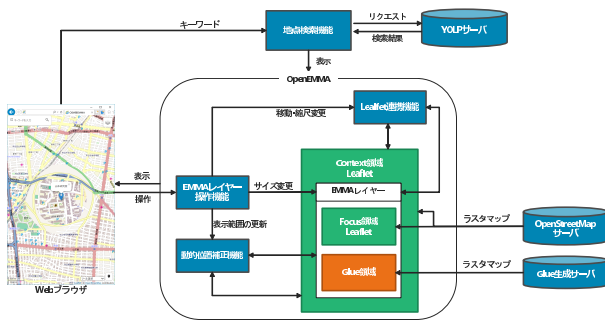 キーワード
地点検索機能
リクエスト
検索結果
YOLPサーバ
表示
OpenEMMA
Leaflet連携機能
移動・縮尺変更
Context領域
Leaflet
EMMAレイヤー
表示
操作
EMMAレイヤー
操作機能
サイズ変更
Focus領域
Leaflet
表示範囲の更新
動的位置補正機能
Glue領域
ラスタマップ
OpenStreetMap
サーバ
ラスタマップ
Glue生成サーバ
Webブラウザ